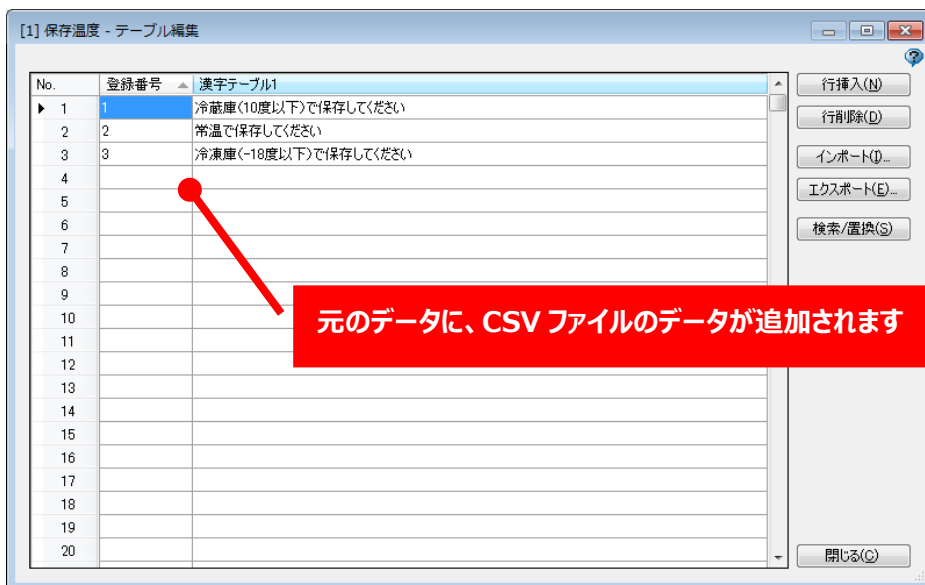 [1] 保存温度 - テーブル編集
No. 登録番号 漢字テーブル1
1 1 冷蔵庫(10度以下)で保存してください
2 2 常温で保存してください
3 3 冷凍庫(-18度以下)で保存してください
4
5
6
7
8
9
10
11
12
13
14
15
16
17
18
19
20
元のデータに、CSV ファイルのデータが追加されます
行挿入(N)
行削除(D)
インポート(I)...
エクスポート(E)...
検索/置換(S)
閉じる(C)